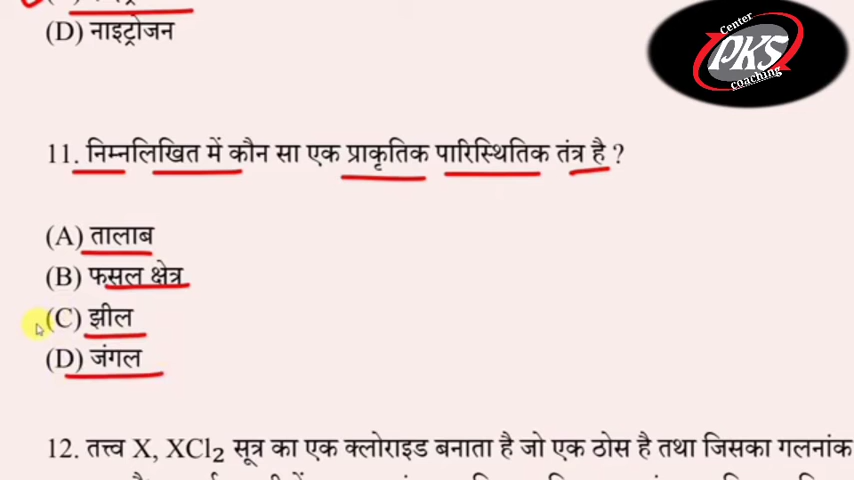 (D) नाइट्रोजन
Center
PKS
coaching
11. निम्नलिखित में कौन सा एक प्राकृतिक पारिस्थितिक तंत्र है ?
(A) तालाब
(B) फसल क्षेत्र
(C) झील
(D) जंगल
12. तत्त्व X, XCl₂ सूत्र का एक क्लोराइड बनाता है जो एक ठोस है तथा जिसका गलनांक